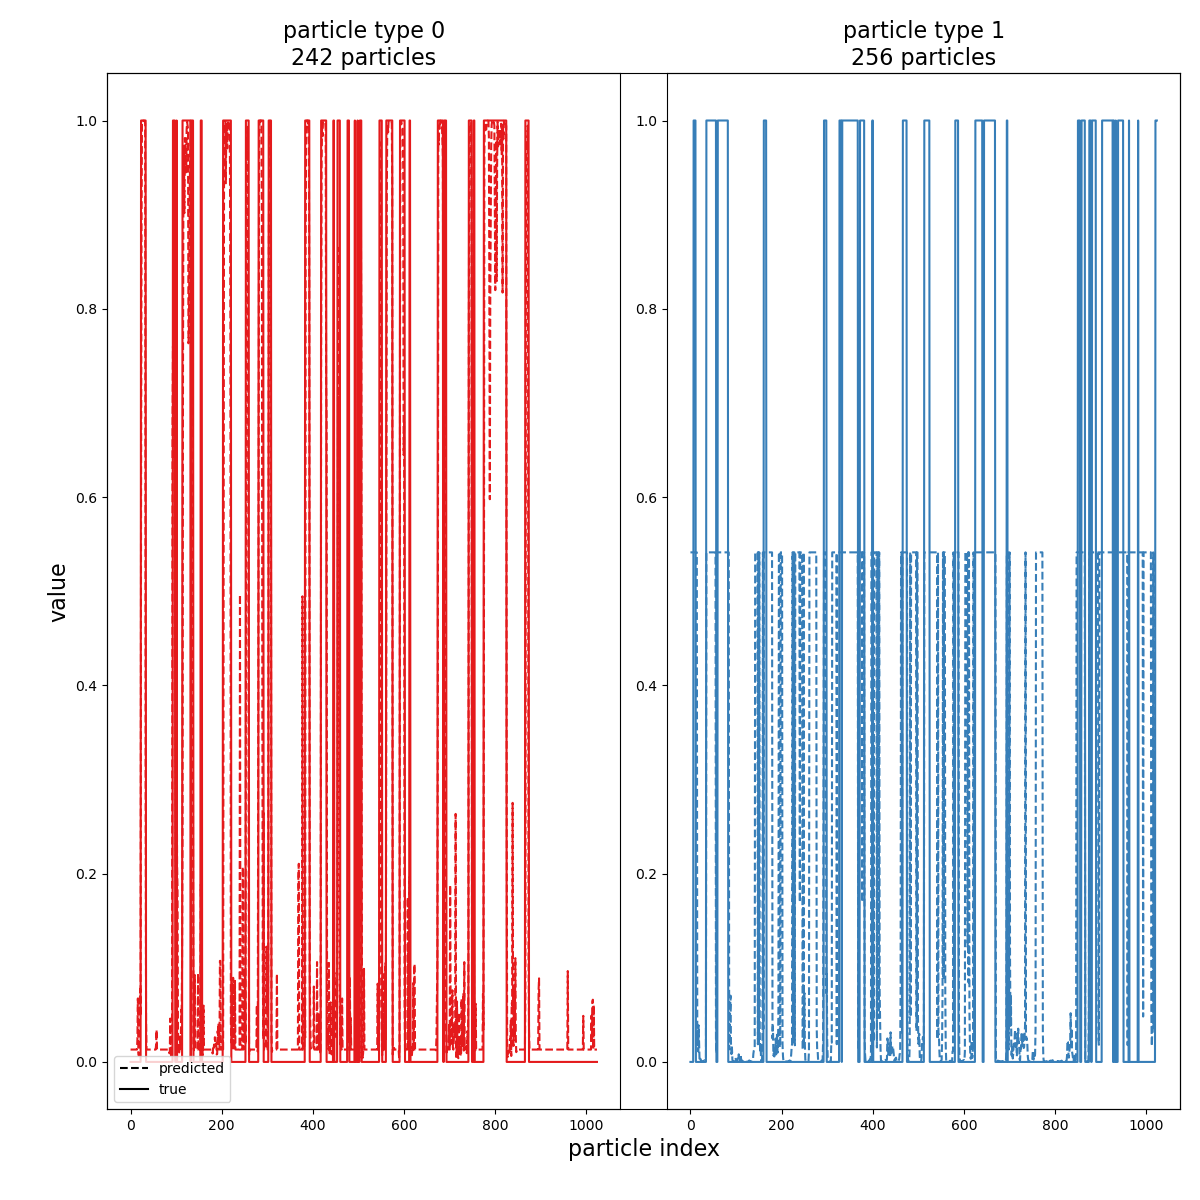 particle type 0
242 particles
particle type 1
256 particles
1.0
0.8
0.6
0.4
0.2
0.0
value
predicted
true
0 200 400 600 800 1000
1.0
0.8
0.6
0.4
0.2
0.0
0 200 400 600 800 1000
particle index